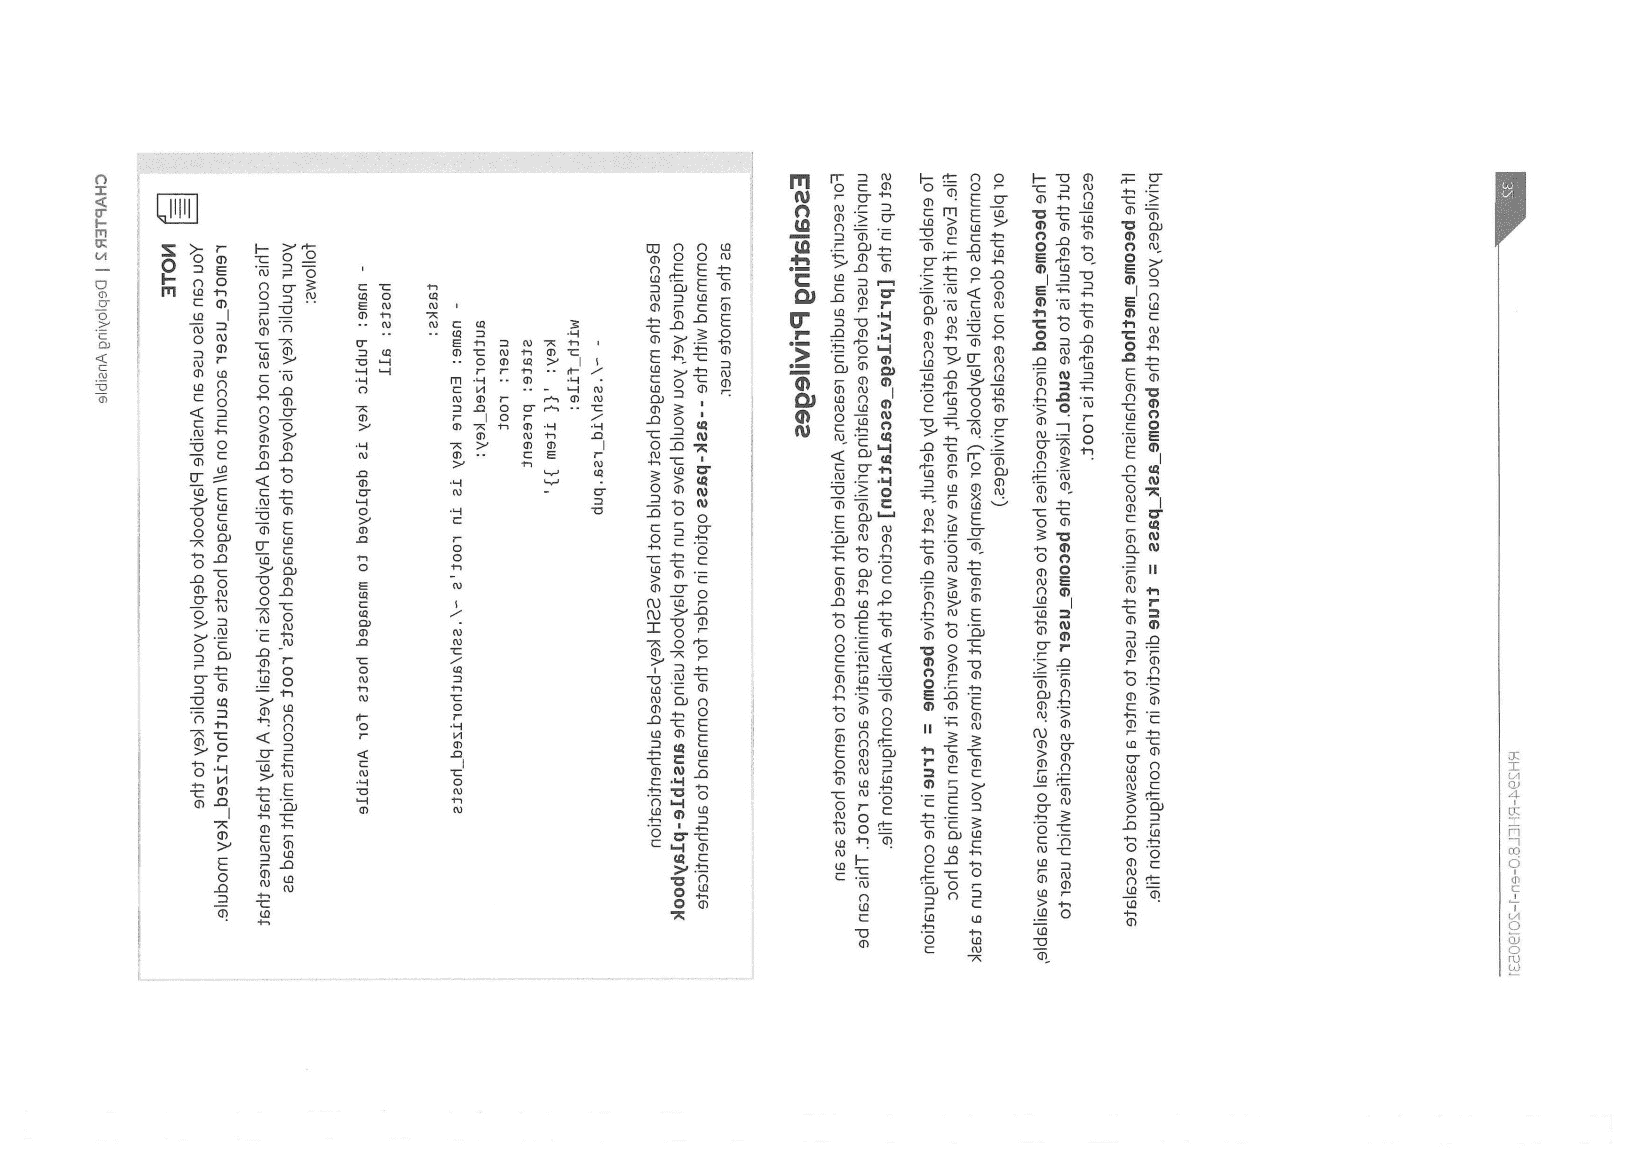 CHAPTER 2 | Deploying Ansible
NOTE
You can also use an Ansible Playbook to deploy your public key to the
remote_user account on all managed hosts using the authorized_key module.
This course has not covered Ansible Playbooks in detail yet. A play that ensures that
your public key is deployed to the managed hosts', root accounts might read as
follows:
- name: Public key is deployed to managed hosts for Ansible
hosts: all
tasks:
- name: Ensure key is in root's ~/.ssh/authorized_hosts
authorized_key:
user: root
state: present
key: '{{ item }}'
with_file:
- ~/.ssh/id_rsa.pub
Because the managed host would not have SSH key-based authentication
configured yet, you would have to run the playbook using the ansible-playbook
command with the --ask-pass option in order for the command to authenticate
as the remote user.
Escalating Privileges
For security and auditing reasons, Ansible might need to connect to remote hosts as an
unprivileged user before escalating privileges to get administrative access as root. This can be
set up in the [privilege_escalation] section of the Ansible configuration file.
To enable privilege escalation by default, set the directive become = true in the configuration
file. Even if this is set by default, there are various ways to override it when running ad hoc
commands or Ansible Playbooks. (For example, there might be times when you want to run a task
or play that does not escalate privileges.)
The become_method directive specifies how to escalate privileges. Several options are available,
but the default is to use sudo. Likewise, the become_user directive specifies which user to
escalate to, but the default is root.
If the become_method mechanism chosen requires the user to enter a password to escalate
privileges, you can set the become_ask_pass = true directive in the configuration file.
32
RH294-RHEL8.0-en-1-20190531